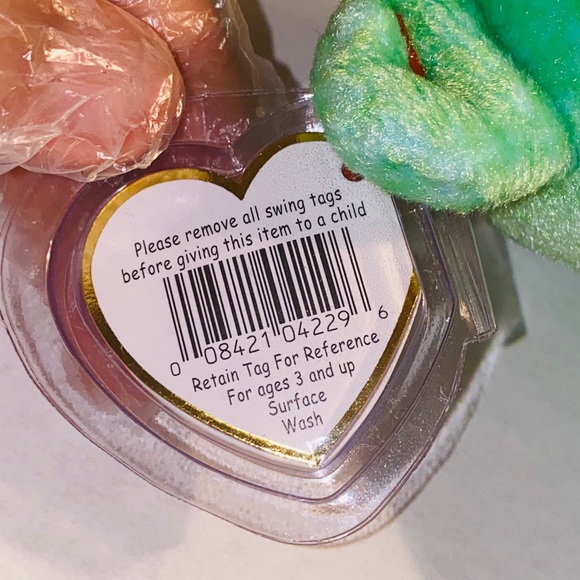 Please remove all swing tags
before giving this item to a child
0 08421 04229 6
Retain Tag For Reference
For ages 3 and up
Surface
Wash